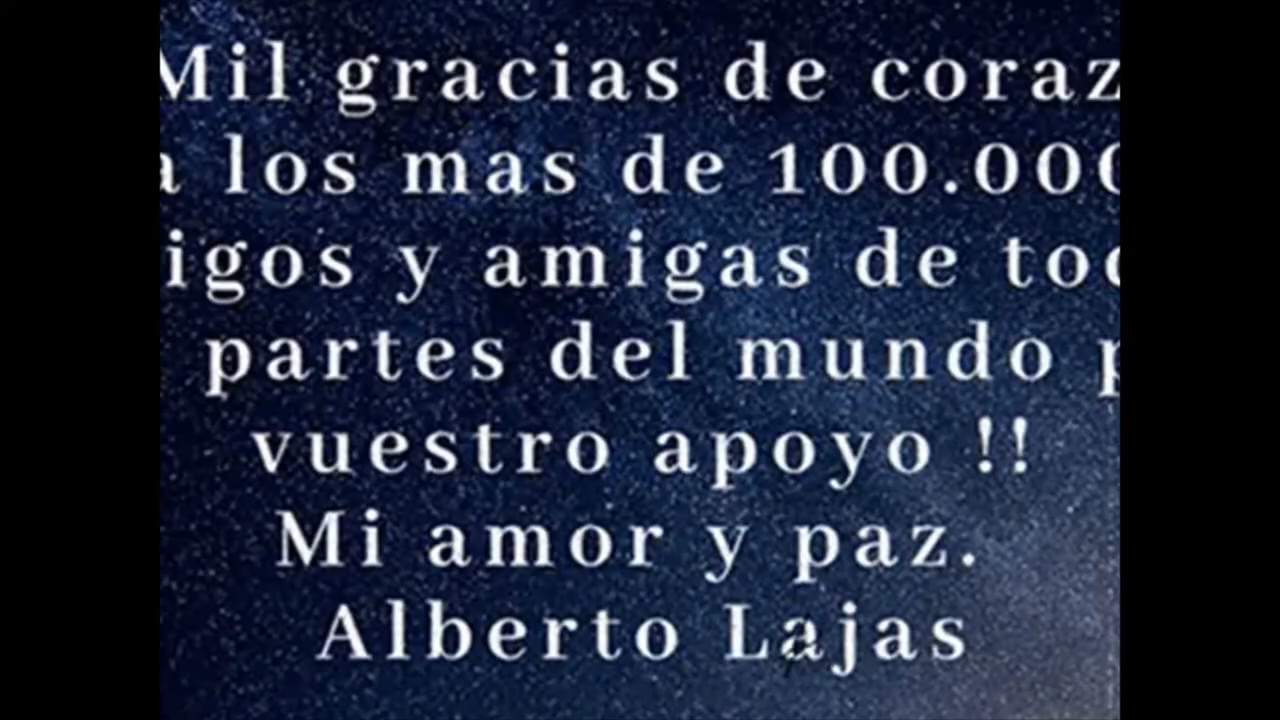 Mil gracias de coraz
a los mas de 100.000
igos y amigas de tod
partes del mundo p
vuestro apoyo !!
Mi amor y paz.
Alberto Lajas